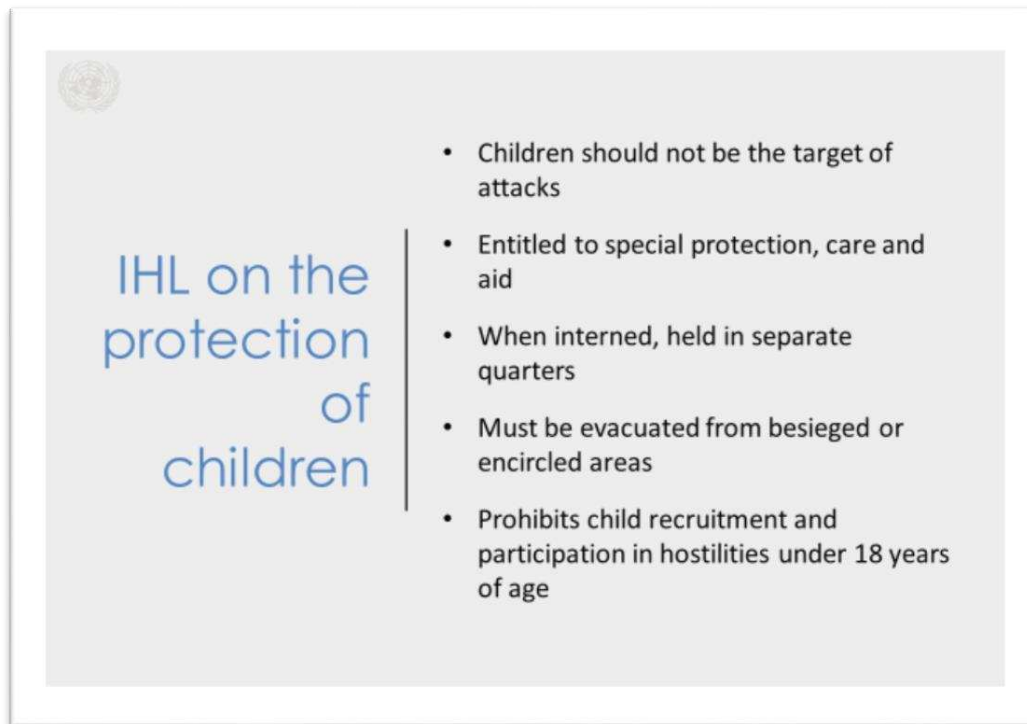 IHL on the
protection
of
children
• Children should not be the target of
attacks
• Entitled to special protection, care and
aid
• When interned, held in separate
quarters
• Must be evacuated from besieged or
encircled areas
• Prohibits child recruitment and
participation in hostilities under 18 years
of age